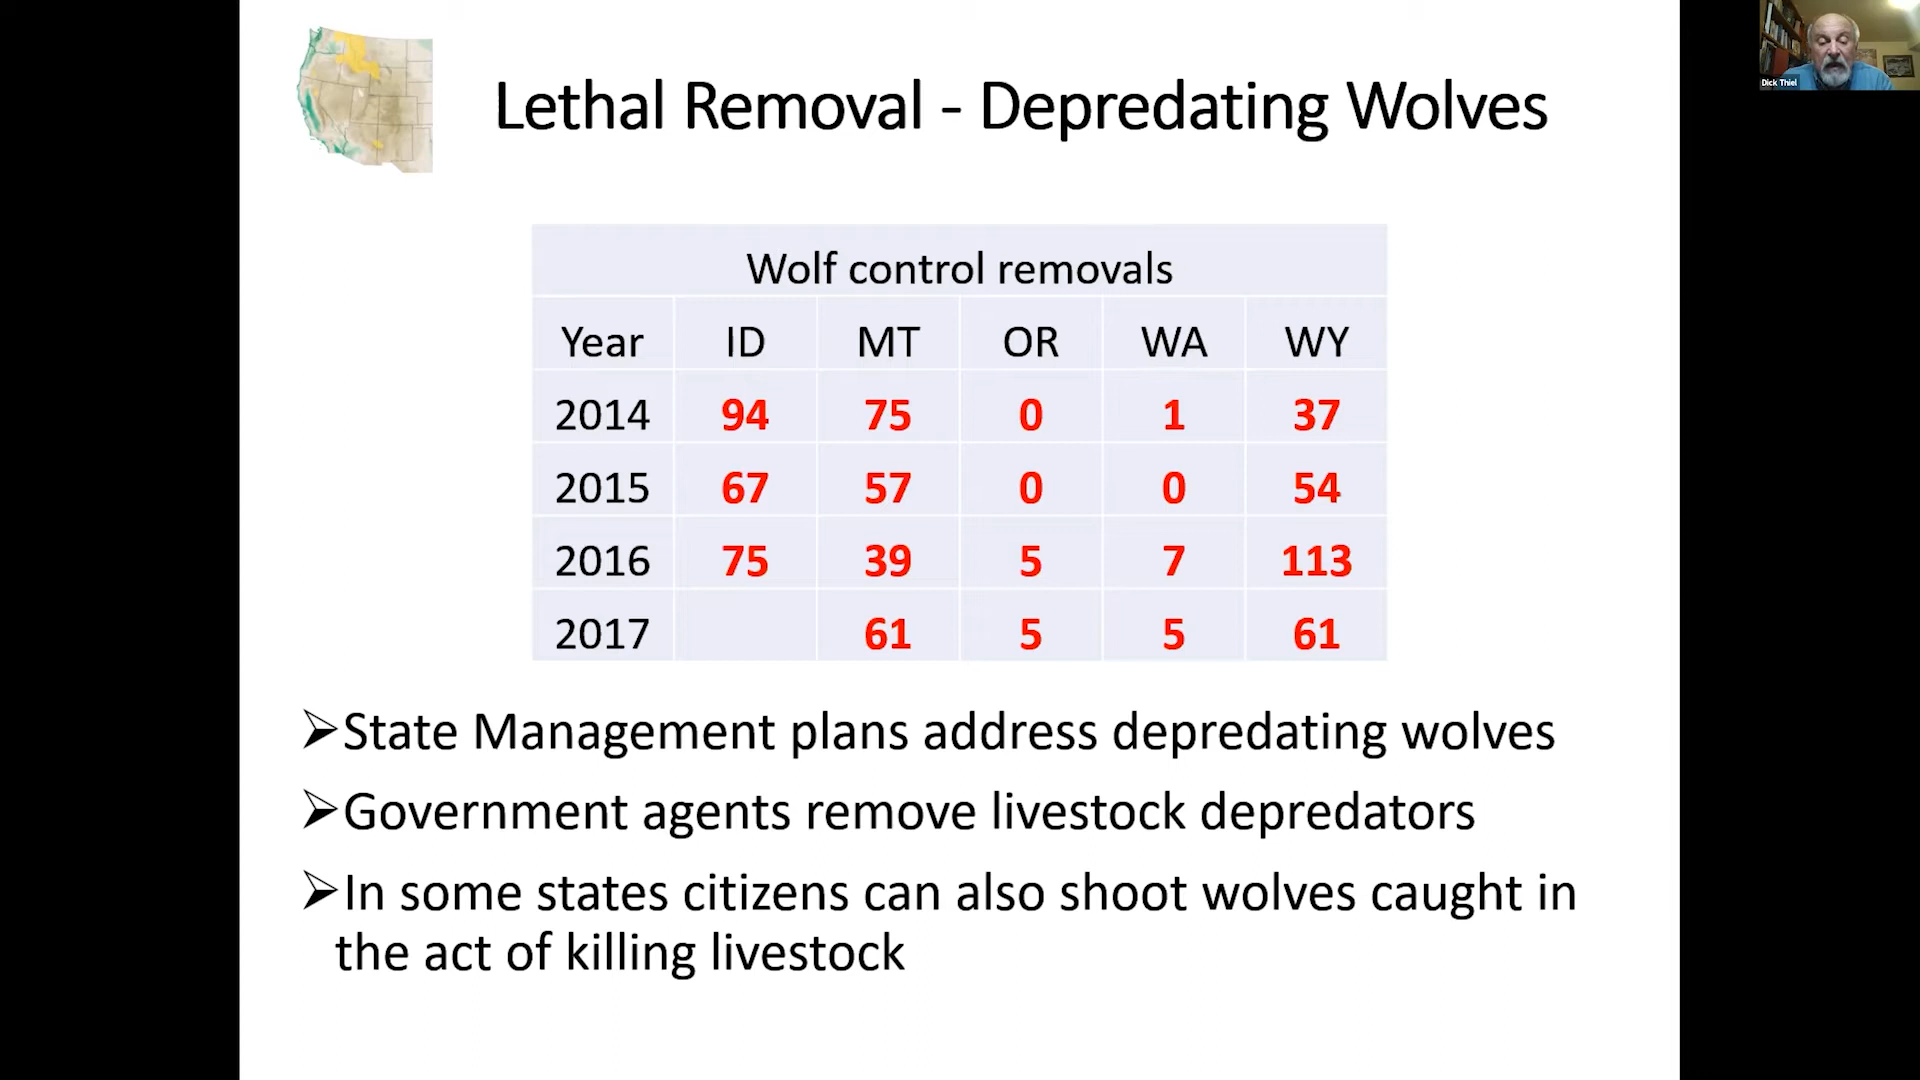 Lethal Removal - Depredating Wolves
Dick Thiel
Wolf control removals
Year ID MT OR WA WY
2014 94 75 0 1 37
2015 67 57 0 0 54
2016 75 39 5 7 113
2017 61 5 5 61
State Management plans address depredating wolves
Government agents remove livestock depredators
In some states citizens can also shoot wolves caught in
the act of killing livestock